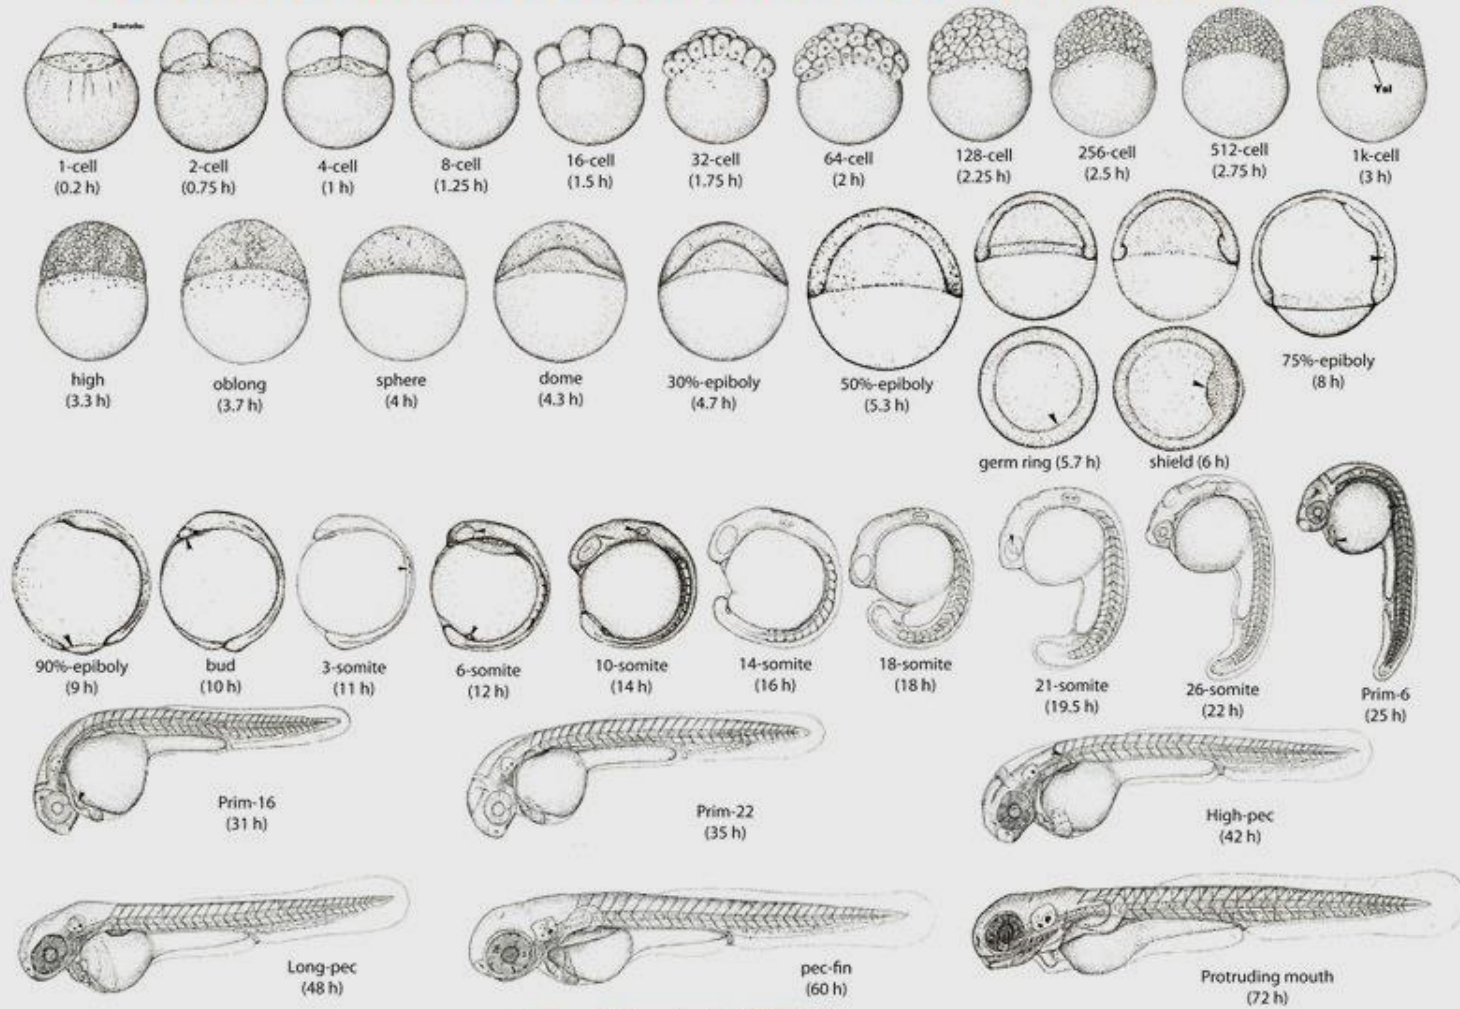 1-cell
(0.2 h)
2-cell
(0.75 h)
4-cell
(1 h)
8-cell
(1.25 h)
16-cell
(1.5 h)
32-cell
(1.75 h)
64-cell
(2 h)
128-cell
(2.25 h)
256-cell
(2.5 h)
512-cell
(2.75 h)
Yol
1k-cell
(3 h)
high
(3.3 h)
oblong
(3.7 h)
sphere
(4 h)
dome
(4.3 h)
30%-epiboly
(4.7 h)
50%-epiboly
(5.3 h)
germ ring (5.7 h)
shield (6 h)
75%-epiboly
(8 h)
90%-epiboly
(9 h)
bud
(10 h)
3-somite
(11 h)
6-somite
(12 h)
10-somite
(14 h)
14-somite
(16 h)
18-somite
(18 h)
21-somite
(19.5 h)
26-somite
(22 h)
Prim-6
(25 h)
Prim-16
(31 h)
Prim-22
(35 h)
High-pec
(42 h)
Long-pec
(48 h)
pec-fin
(60 h)
Protruding mouth
(72 h)